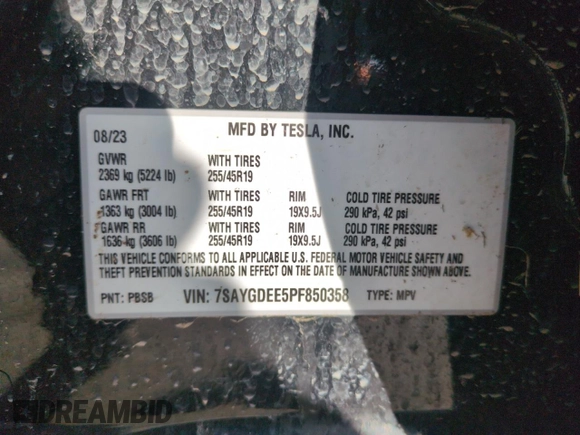 08/23 MFD BY TESLA, INC.
GVWR WITH TIRES
2369 kg (5224 lb) 255/45R19
GAWR FRT WITH TIRES RIM COLD TIRE PRESSURE
1363 kg (3004 lb) 255/45R19 19X9.5J 290 kPa, 42 psi
GAWR RR WITH TIRES RIM COLD TIRE PRESSURE
1636 kg (3606 lb) 255/45R19 19X9.5J 290 kPa, 42 psi
THIS VEHICLE CONFORMS TO ALL APPLICABLE U.S. FEDERAL MOTOR VEHICLE SAFETY AND
THEFT PREVENTION STANDARDS IN EFFECT ON THE DATE OF MANUFACTURE SHOWN ABOVE.
PNT: PBSB VIN: 7SAYGDEE5PF850358 TYPE: MPV
DREAMBID